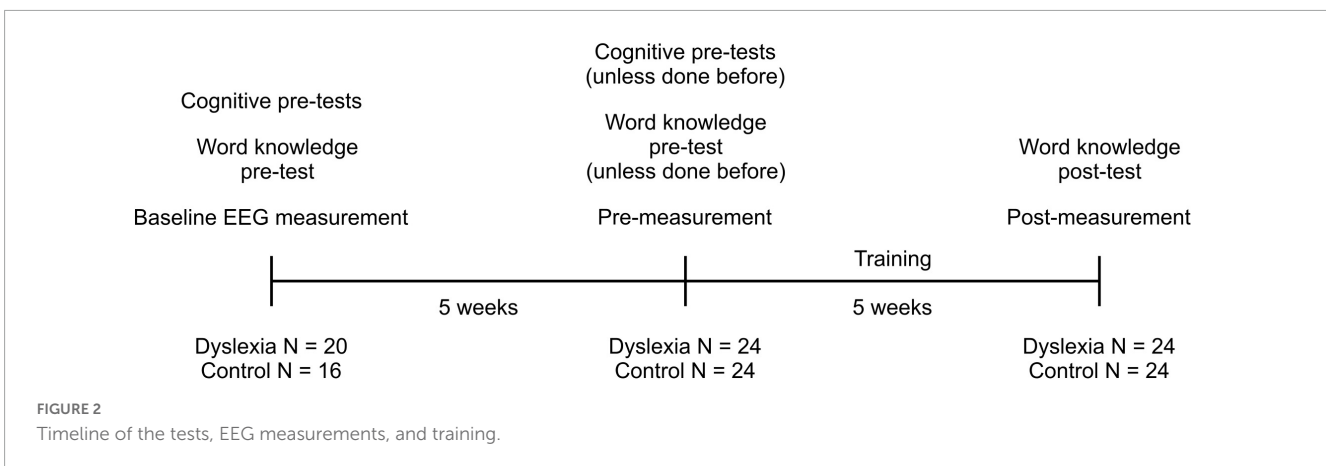 Cognitive pre-tests
Word knowledge
pre-test
Baseline EEG measurement
Cognitive pre-tests
(unless done before)
Word knowledge
pre-test
(unless done before)
Pre-measurement
Word knowledge
post-test
Post-measurement
Training
5 weeks
5 weeks
Dyslexia N = 20
Control N = 16
Dyslexia N = 24
Control N = 24
Dyslexia N = 24
Control N = 24
FIGURE 2
Timeline of the tests, EEG measurements, and training.